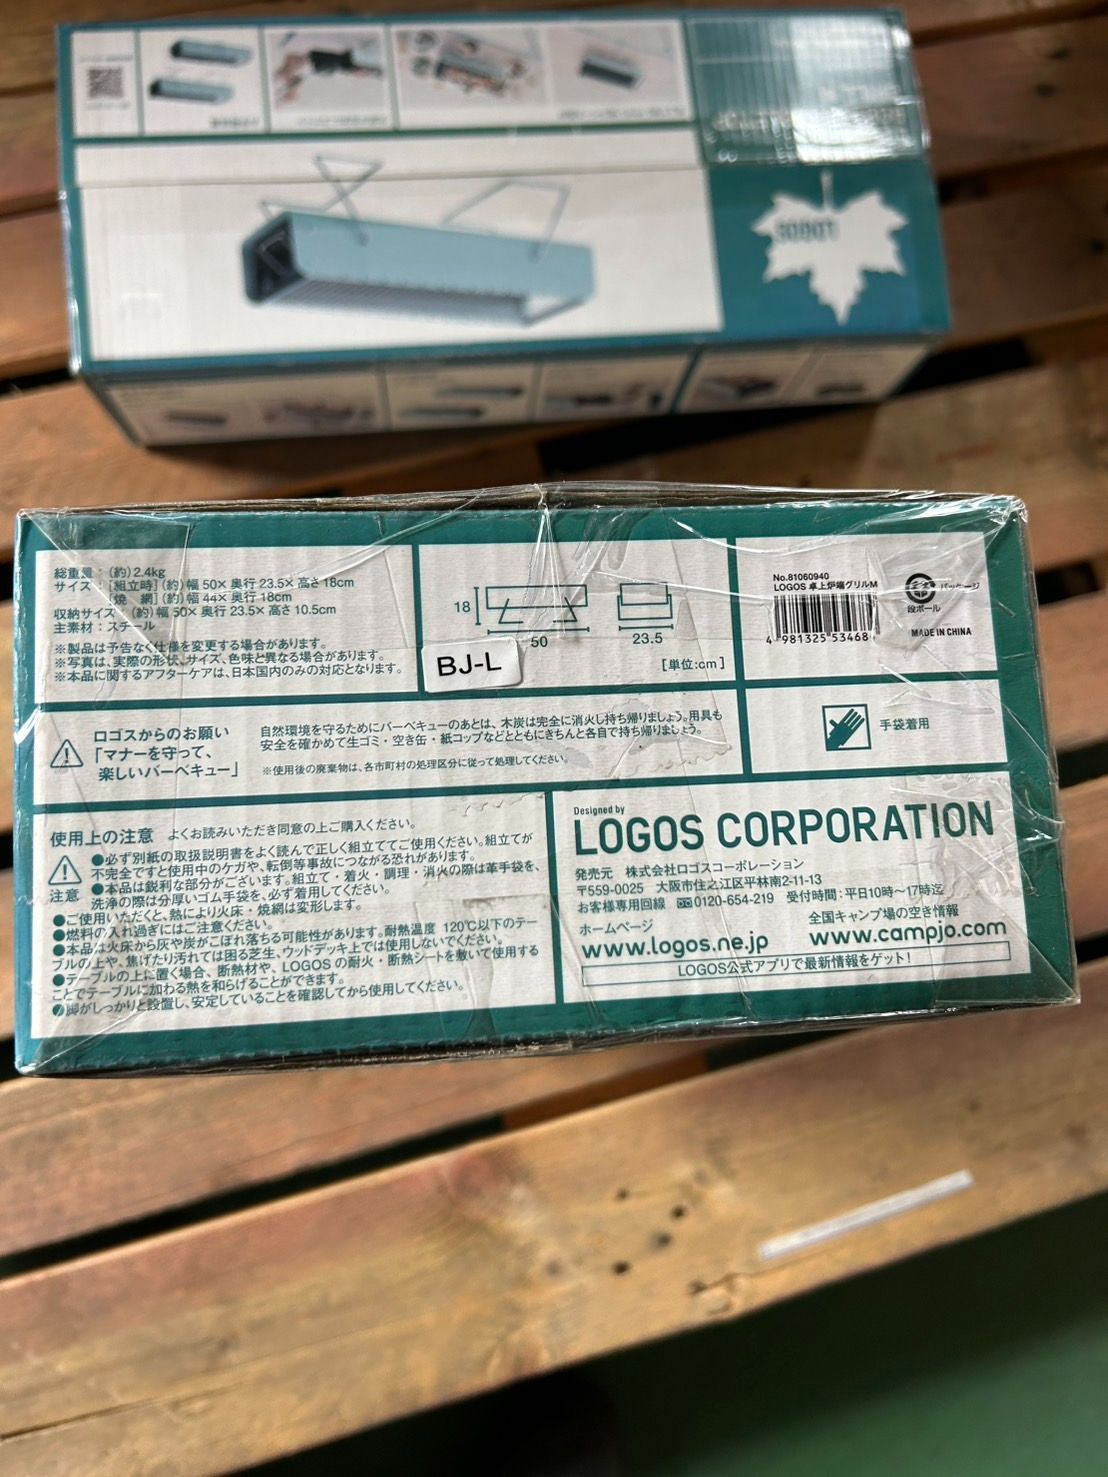 LOGOS
総重量：(約)2.4kg
サイズ：[組立時](約)幅 50× 奥行 23.5× 高さ 18cm
[焼　網](約)幅 44× 奥行 18cm
収納サイズ：(約)幅 50× 奥行 23.5× 高さ 10.5cm
主素材：スチール
※製品は予告なく仕様を変更する場合があります。
※写真は、実際の形状、サイズ、色味と異なる場合があります。
※本品に関するアフターケアは、日本国内のみの対応となります。
18
50
23.5
[単位:cm]
BJ-L
No.81060940
LOGOS 卓上炉端グリルM
4 981325 53468
段ボール
パッケージ
MADE IN CHINA
ロゴスからのお願い
「マナーを守って、
楽しいバーベキュー」
自然環境を守るためにバーベキューのあとは、木炭は完全に消火し持ち帰りましょう。用具も
安全を確かめて生ゴミ・空き缶・紙コップなどとともにきちんと各自で持ち帰りましょう。
※使用後の廃棄物は、各市町村の処理区分に従って処理してください。
手袋着用
使用上の注意　よくお読みいただき同意の上ご購入ください。
注意
●必ず別紙の取扱説明書をよく読んで正しく組立ててご使用ください。組立てが
不完全ですと使用中のケガや、転倒等事故につながる恐れがあります。
●本品は鋭利な部分がございます。組立て・着火・調理・消火の際は革手袋を、
洗浄の際は分厚いゴム手袋を、必ず着用してください。
●ご使用いただくと、熱により火床・焼網は変形します。
●燃料の入れ過ぎにはご注意ください。
●本品は火床から灰や炭がこぼれ落ちる可能性があります。耐熱温度 120℃以下のテー
ブルの上や、焦げたり汚れては困る芝生、ウッドデッキ上では使用しないでください。
●テーブルの上に置く場合、断熱材や、LOGOS の耐火・断熱シートを敷いて使用する
ことでテーブルに加わる熱を和らげることができます。
●脚がしっかりと設置し、安定していることを確認してから使用してください。
Designed by
LOGOS CORPORATION
発売元　株式会社ロゴスコーポレーション
〒559-0025　大阪市住之江区平林南2-11-13
お客様専用回線　0120-654-219　受付時間：平日10時〜17時迄
ホームページ
www.logos.ne.jp
全国キャンプ場の空き情報
www.campjo.com
LOGOS公式アプリで最新情報をゲット！